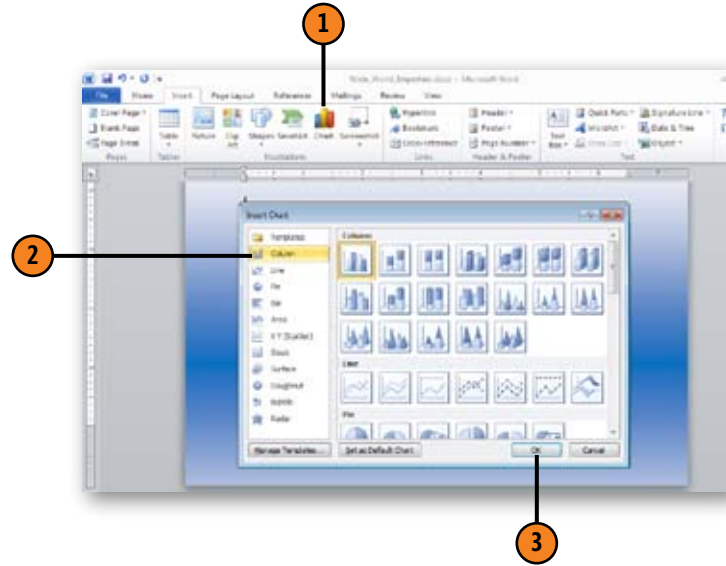 1
Microsoft Word
File Home Insert Page Layout References Mailings Review View
Cover Page
Blank Page
Page Break
Table
Picture
Clip Art
Shapes
SmartArt
Chart
Screenshot
Hyperlink
Bookmark
Cross-reference
Header
Footer
Page Number
Text Box
Quick Parts
WordArt
Drop Cap
Signature Line
Date & Time
Object
Pages Tables Illustrations Links Header & Footer Text
Insert Chart
2
Templates
Column
Line
Pie
Bar
Area
X Y (Scatter)
Stock
Surface
Doughnut
Bubble
Radar
Column
Line
Pie
Manage Templates... Set as Default Chart OK Cancel
3